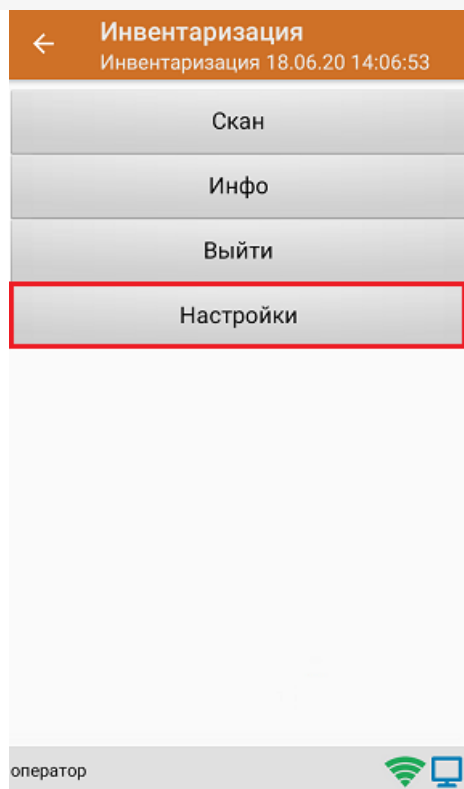 Инвентаризация
Инвентаризация 18.06.20 14:06:53
Скан
Инфо
Выйти
Настройки
оператор